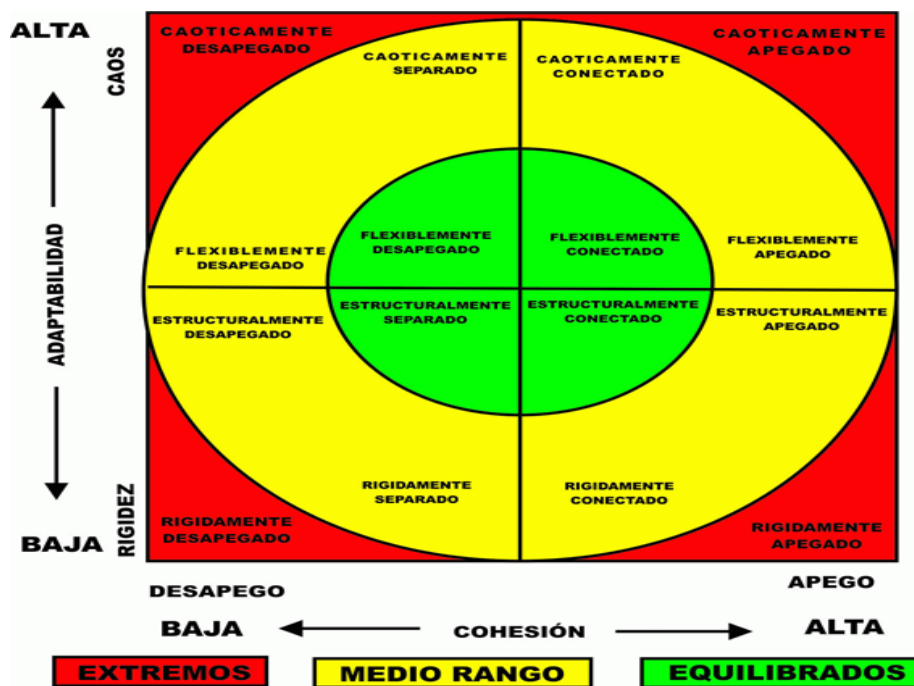 ALTA
CAOS
CAOTICAMENTE
DESAPEGADO
CAOTICAMENTE
APEGADO
CAOTICAMENTE
SEPARADO
CAOTICAMENTE
CONECTADO
ADAPTABILIDAD
FLEXIBLEMENTE
DESAPEGADO
FLEXIBLEMENTE
DESAPEGADO
FLEXIBLEMENTE
CONECTADO
FLEXIBLEMENTE
APEGADO
ESTRUCTURALMENTE
DESAPEGADO
ESTRUCTURALMENTE
SEPARADO
ESTRUCTURALMENTE
CONECTADO
ESTRUCTURALMENTE
APEGADO
RIGIDAMENTE
SEPARADO
RIGIDAMENTE
CONECTADO
RIGIDAMENTE
DESAPEGADO
RIGIDAMENTE
APEGADO
RIGIDEZ
BAJA
DESAPEGO
APEGO
BAJA
COHESIÓN
ALTA
EXTREMOS
MEDIO RANGO
EQUILIBRADOS